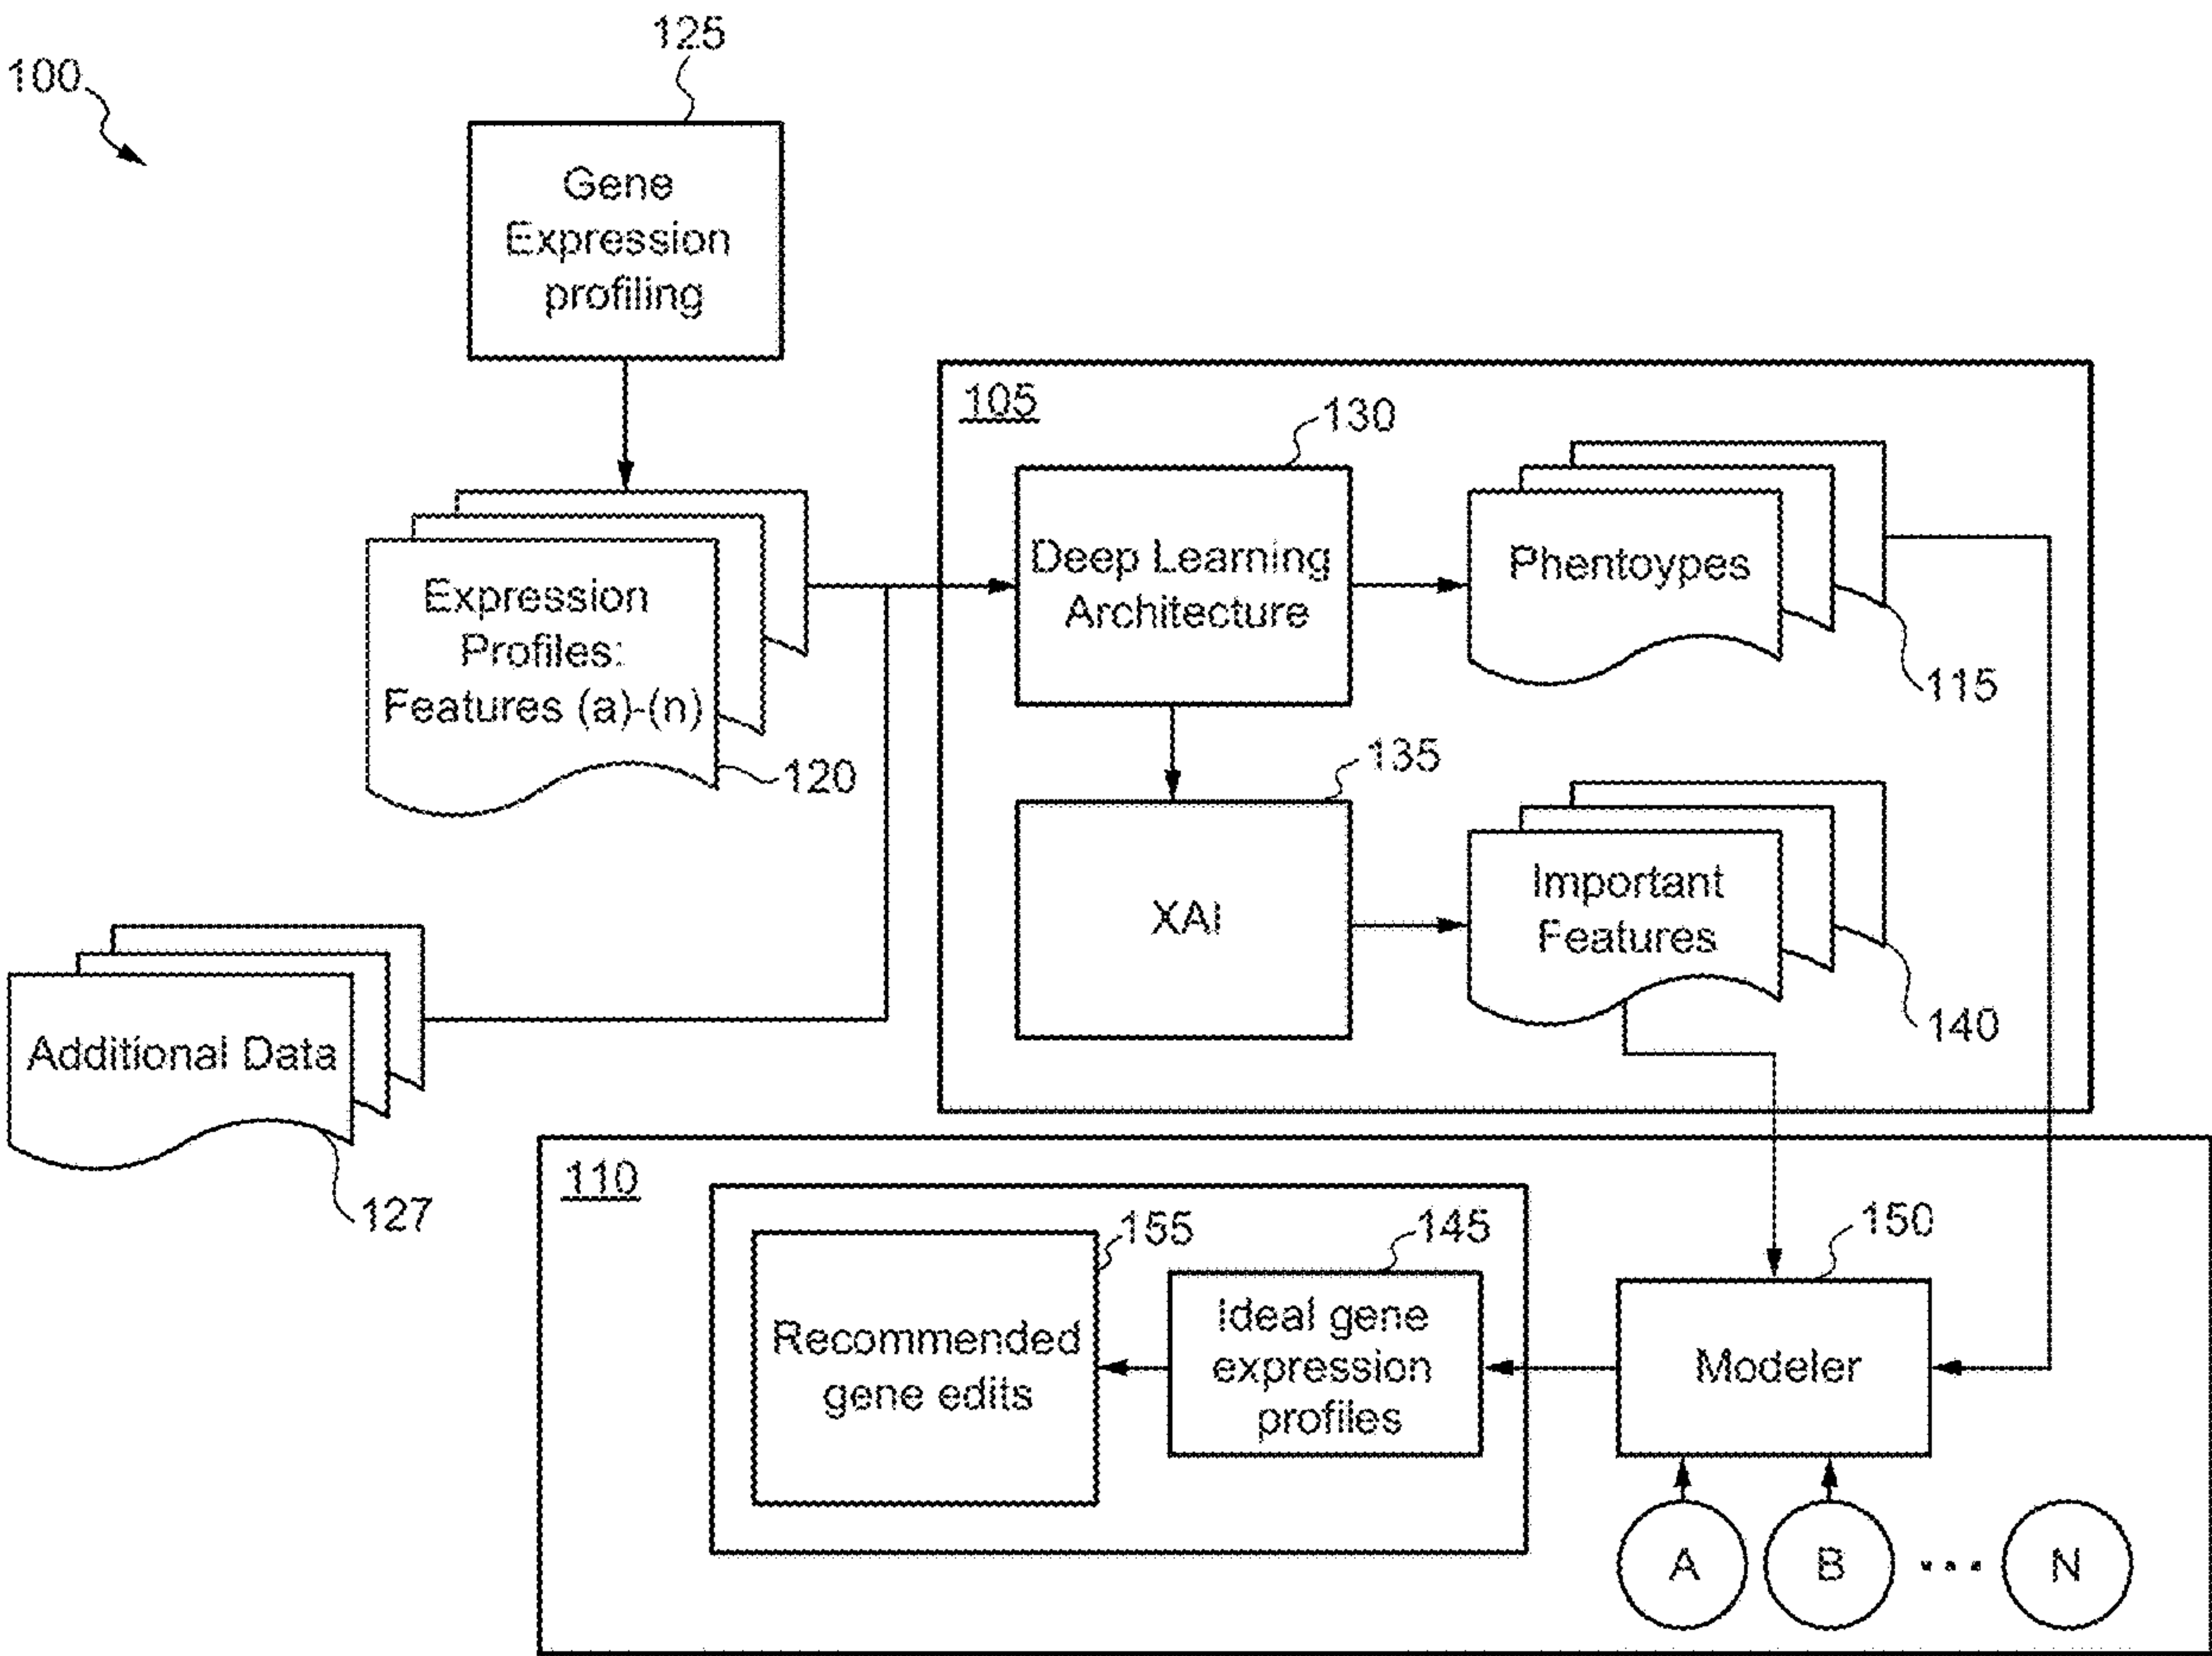 100
125
Gene
Expression
profiling
105
130
Deep Learning
Architecture
Phentoypes
115
Expression
Profiles:
Features (a)-(n)
120
135
XAI
Important
Features
140
Additional Data
127
110
155
Recommended
gene edits
145
Ideal gene
expression
profiles
150
Modeler
A
B
...
N